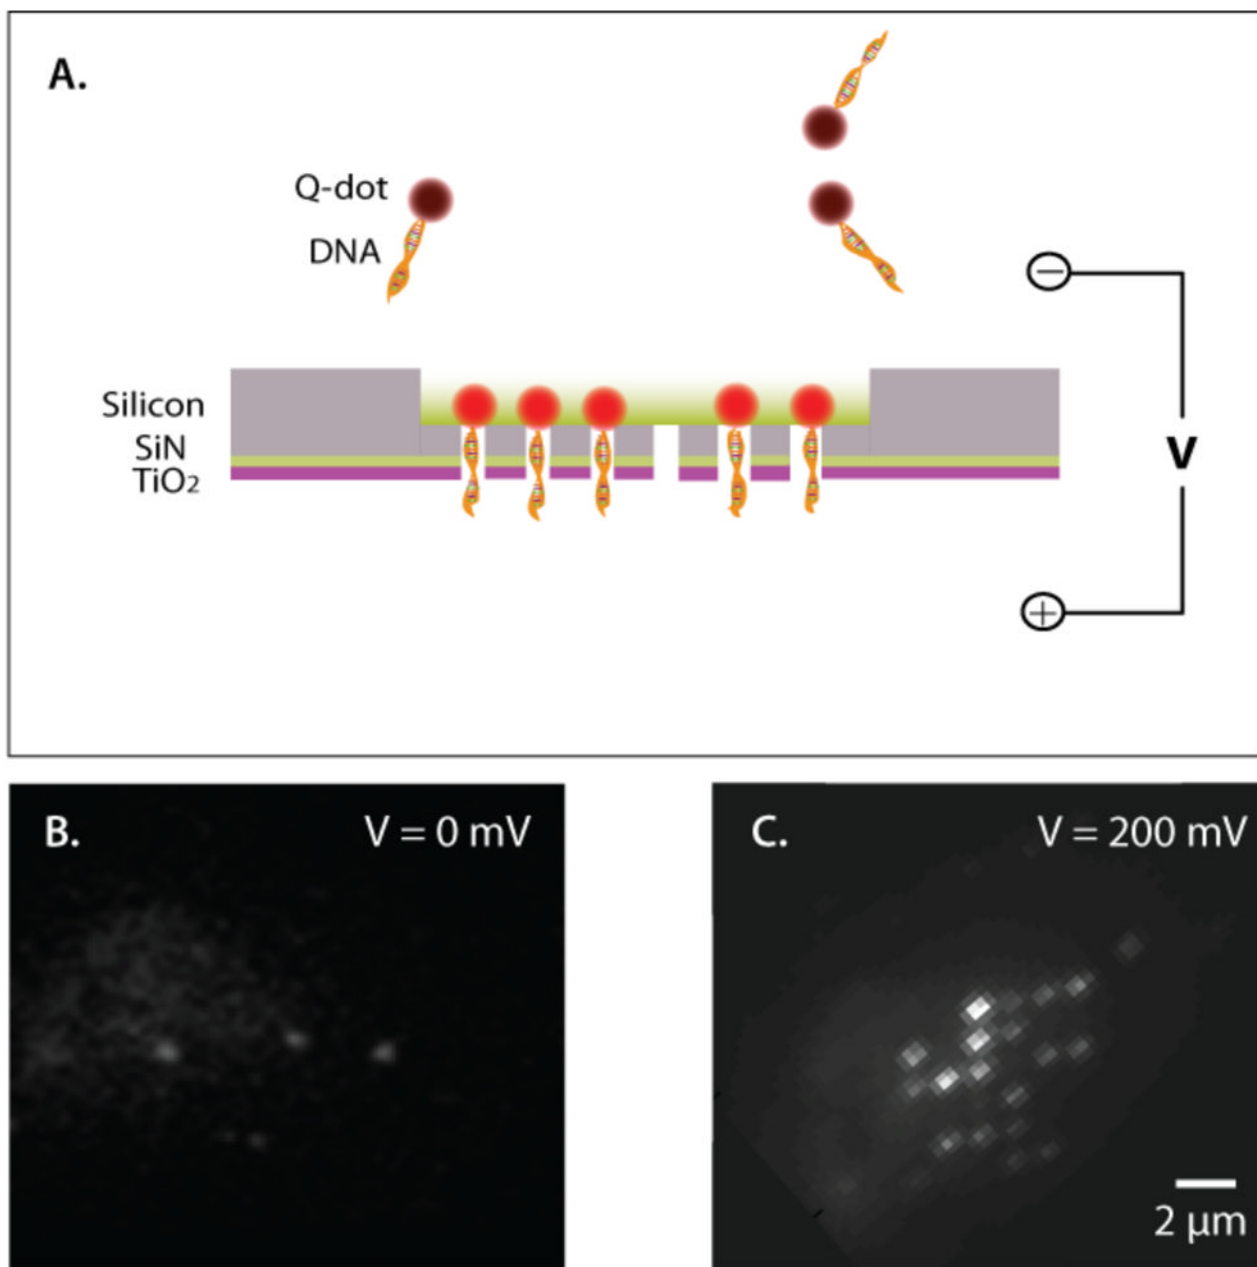 A.
Q-dot
DNA
−
Silicon
SiN
TiO₂
V
+
B.
V = 0 mV
C.
V = 200 mV
2 µm